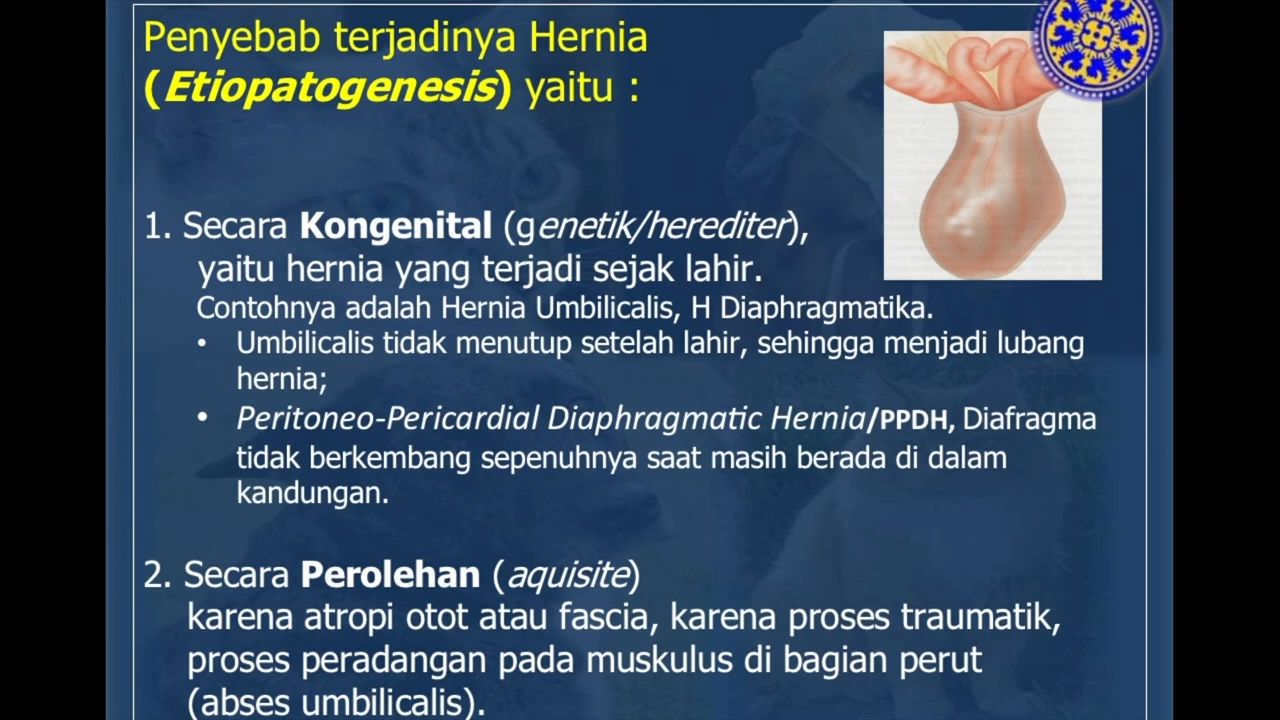 Penyebab terjadinya Hernia
(Etiopatogenesis) yaitu :
1. Secara Kongenital (genetik/herediter),
yaitu hernia yang terjadi sejak lahir.
Contohnya adalah Hernia Umbilicalis, H Diaphragmatika.
• Umbilicalis tidak menutup setelah lahir, sehingga menjadi lubang
hernia;
• Peritoneo-Pericardial Diaphragmatic Hernia/PPDH, Diafragma
tidak berkembang sepenuhnya saat masih berada di dalam
kandungan.
2. Secara Perolehan (aquisite)
karena atropi otot atau fascia, karena proses traumatik,
proses peradangan pada muskulus di bagian perut
(abses umbilicalis).